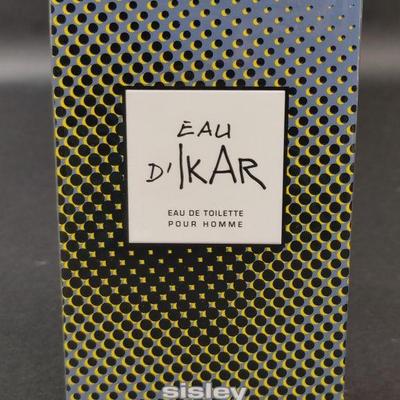 EAU
D'IKAR
EAU DE TOILETTE
POUR HOMME
sisley